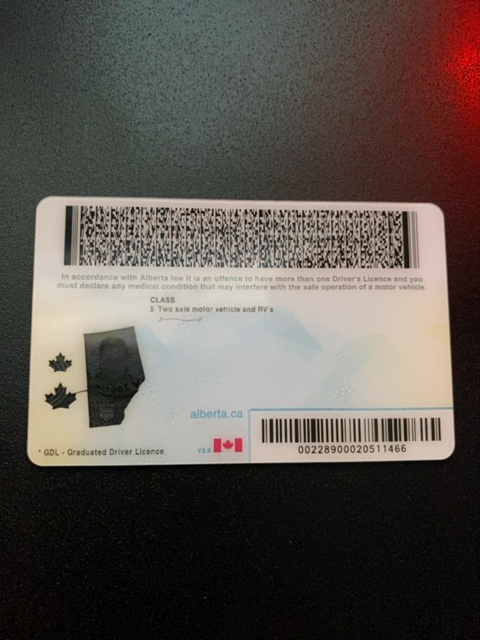 In accordance with Alberta law it is an offence to have more than one Driver's Licence and you
must declare any medical condition that may interfere with the safe operation of a motor vehicle.
CLASS
5 Two axle motor vehicle and RV's
alberta.ca
* GDL - Graduated Driver Licence
V3.0
00228900020511466